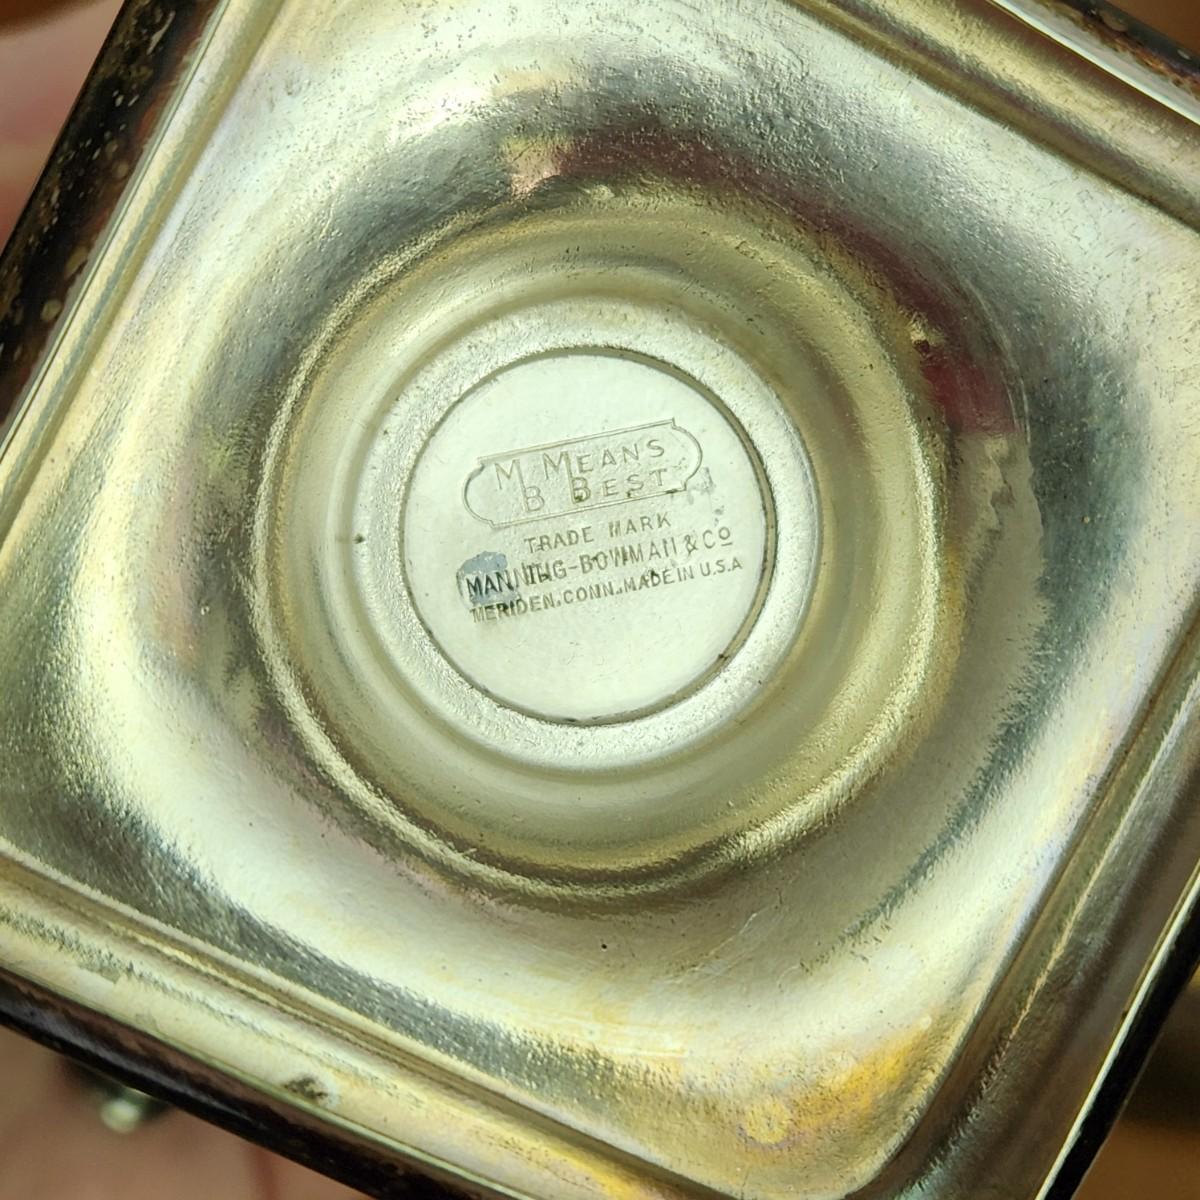 M MEANS
B BEST
TRADE MARK
MANNING-BOWMAN & Co
MERIDEN, CONN. MADE IN U.S.A